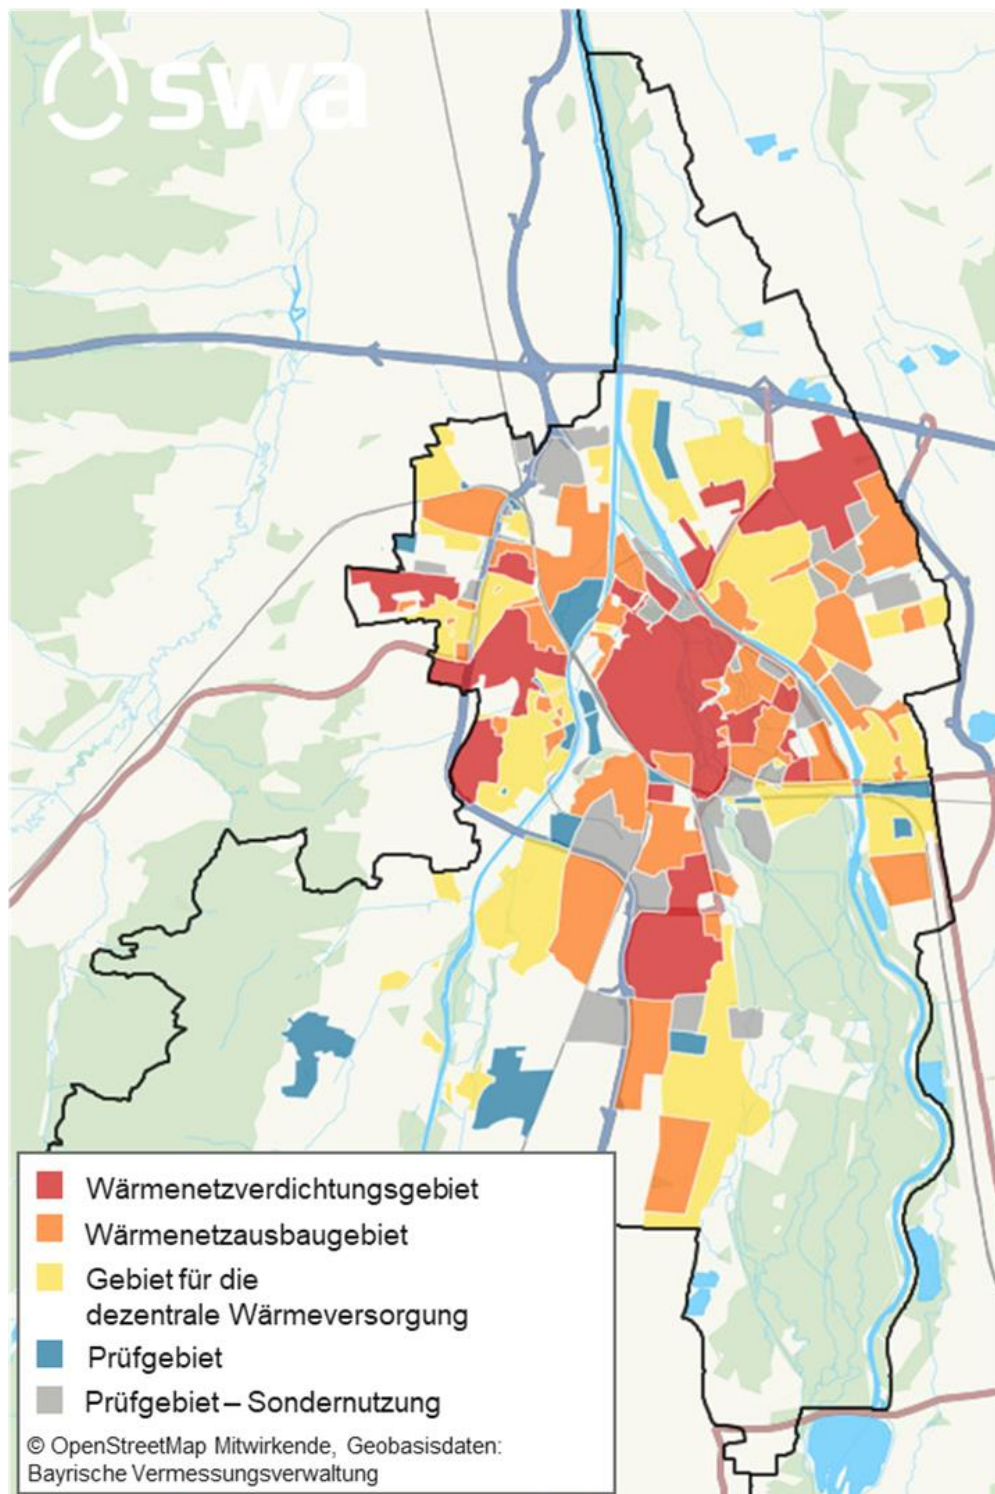 swa
Wärmenetzverdichtungsgebiet
Wärmenetzausbaugebiet
Gebiet für die
dezentrale Wärmeversorgung
Prüfgebiet
Prüfgebiet – Sondernutzung
© OpenStreetMap Mitwirkende, Geobasisdaten:
Bayrische Vermessungsverwaltung